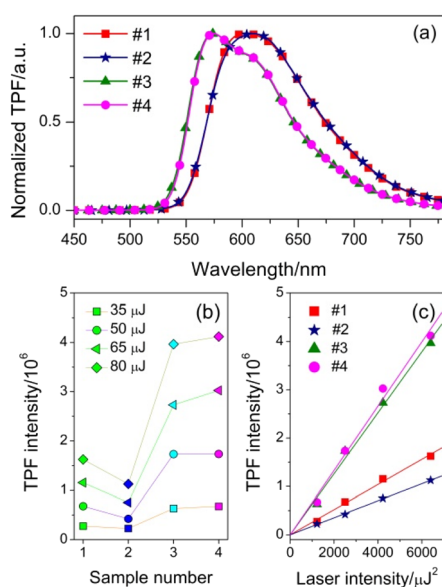 (a)
#1
#2
#3
#4
Normalized TPF/a.u.
1.0
0.5
0.0
450 500 550 600 650 700 750
Wavelength/nm
(b)
35 μJ
50 μJ
65 μJ
80 μJ
TPF intensity/10⁶
5
4
3
2
1
0
1 2 3 4
Sample number
(c)
#1
#2
#3
#4
TPF intensity/10⁶
5
4
3
2
1
0
0 2000 4000 6000
Laser intensity/μJ²